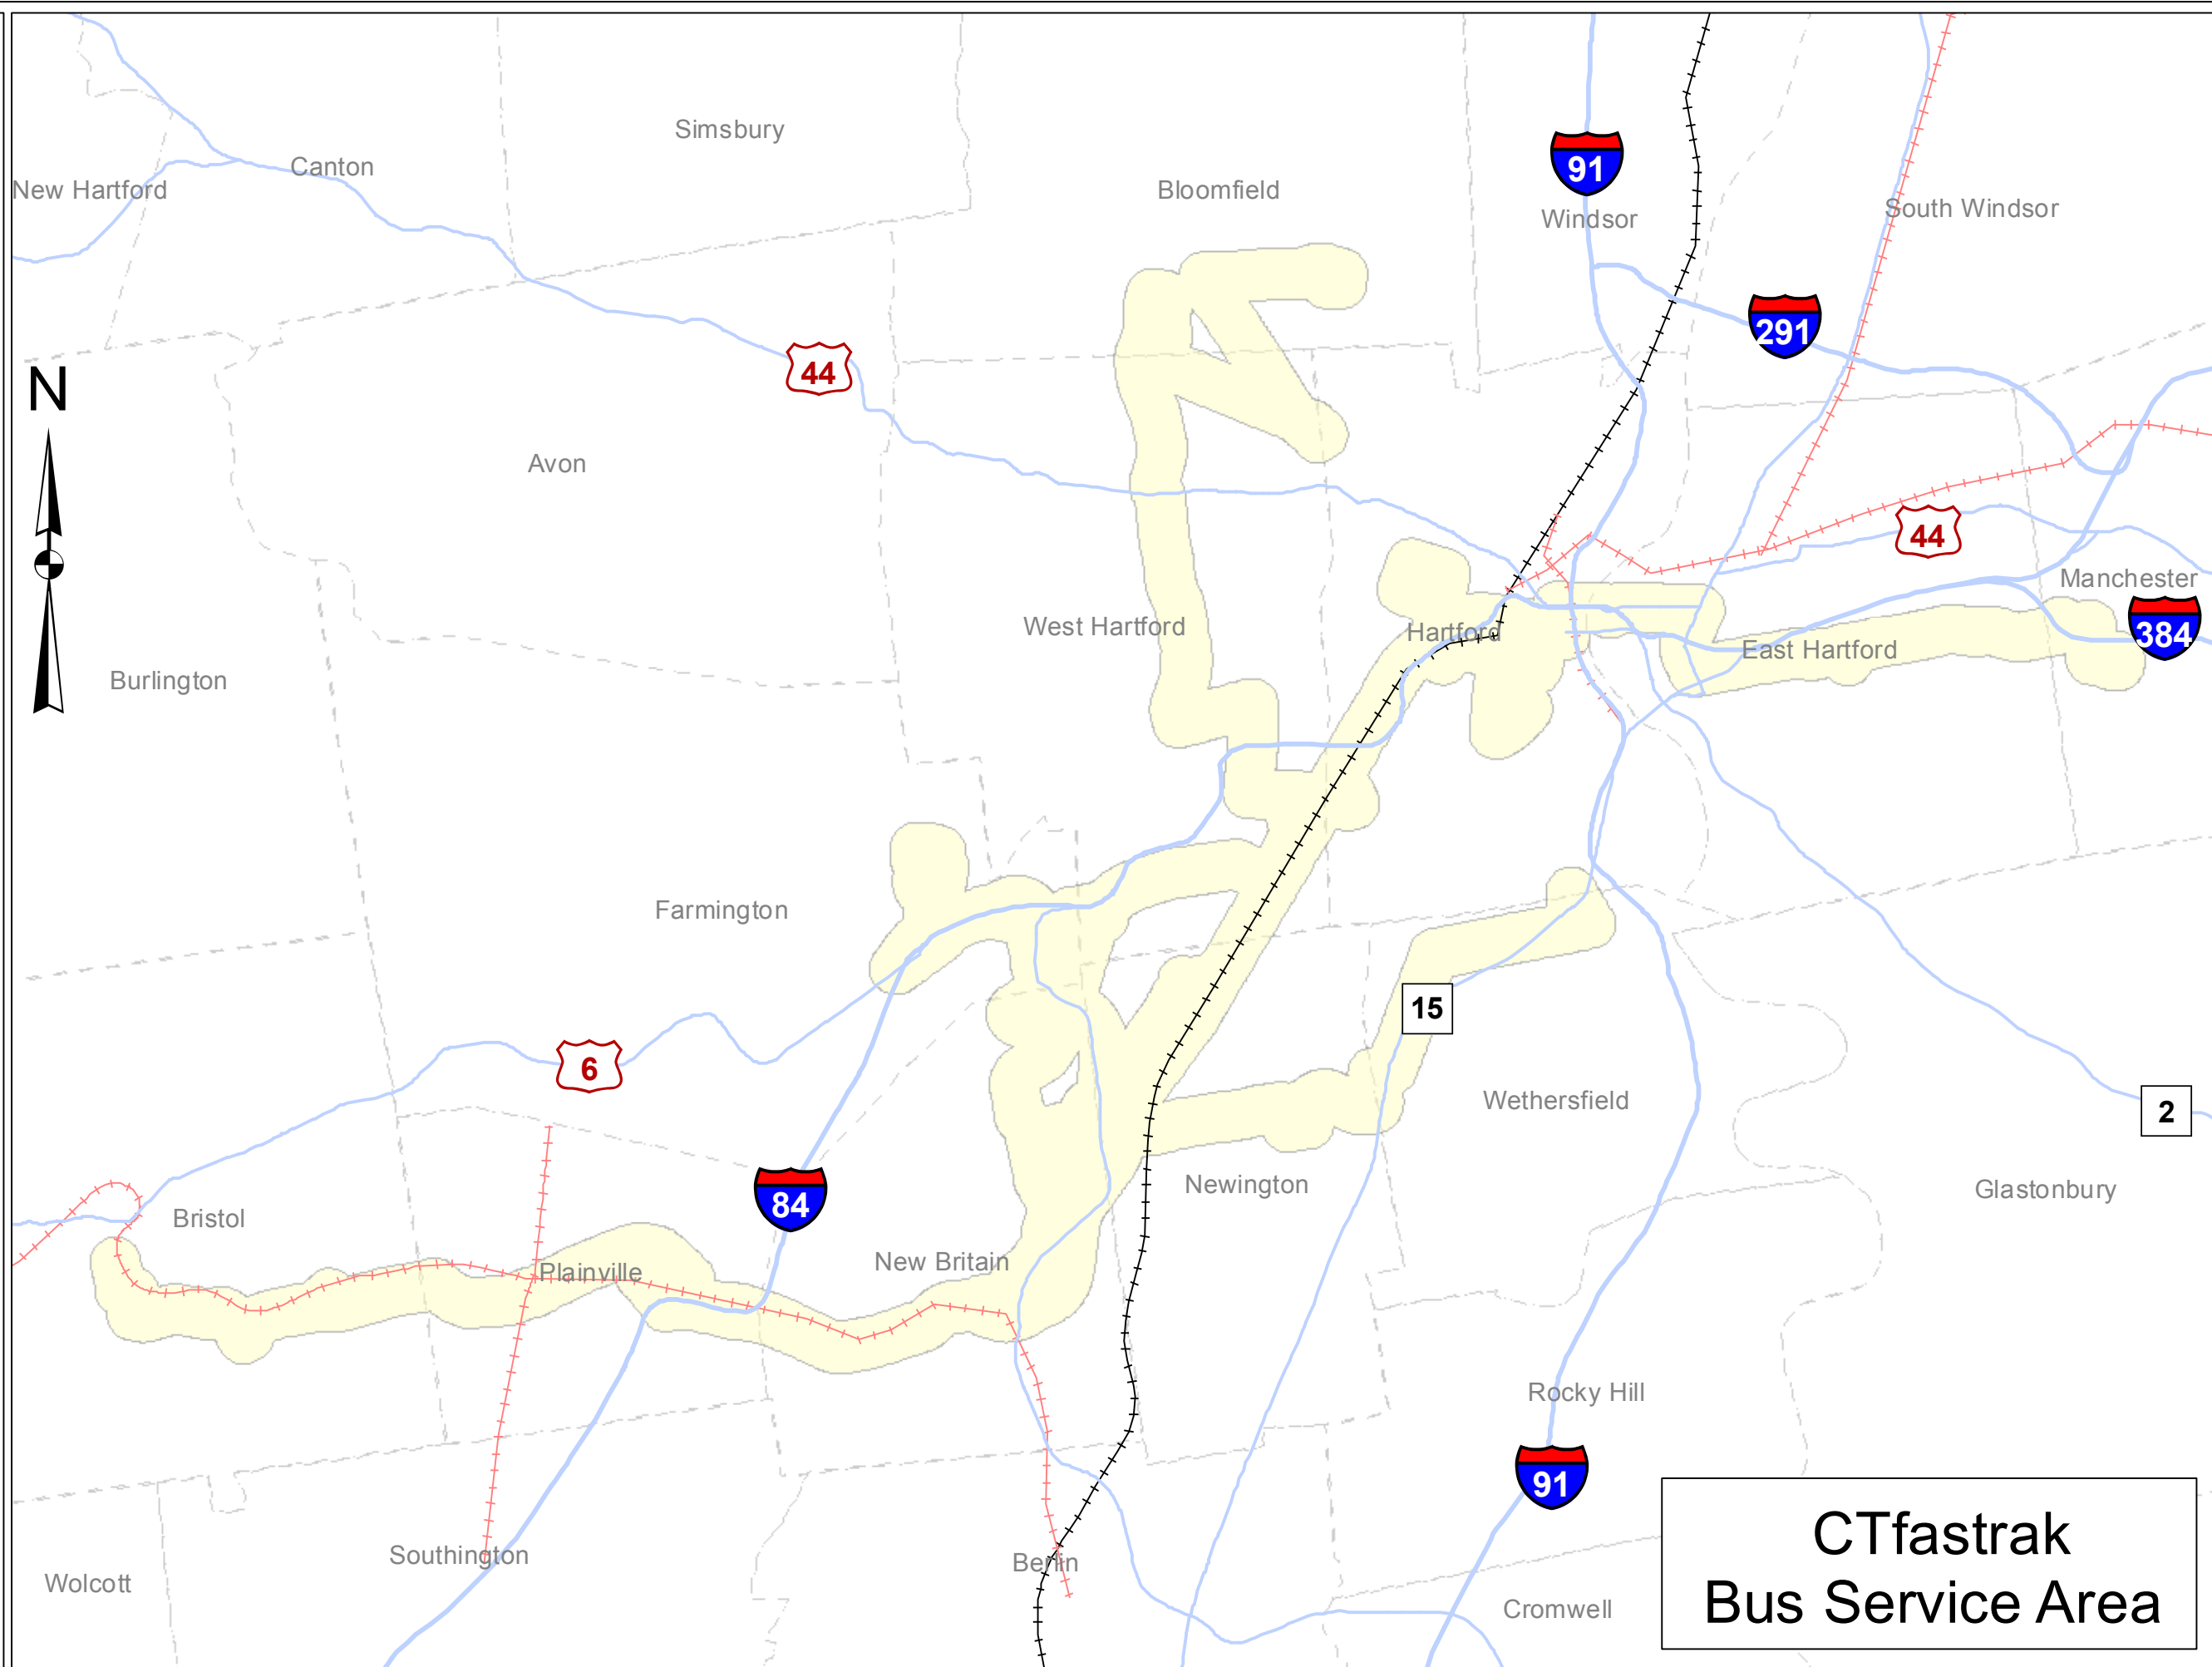 Simsbury
Canton
New Hartford
Bloomfield
91
Windsor
South Windsor
291
44
N
Avon
44
Manchester
West Hartford
Hartford
384
East Hartford
Burlington
Farmington
15
6
Wethersfield
2
84
Newington
Glastonbury
Bristol
New Britain
Plainville
Rocky Hill
91
Southington
Berlin
Wolcott
Cromwell
CTfastrak
Bus Service Area